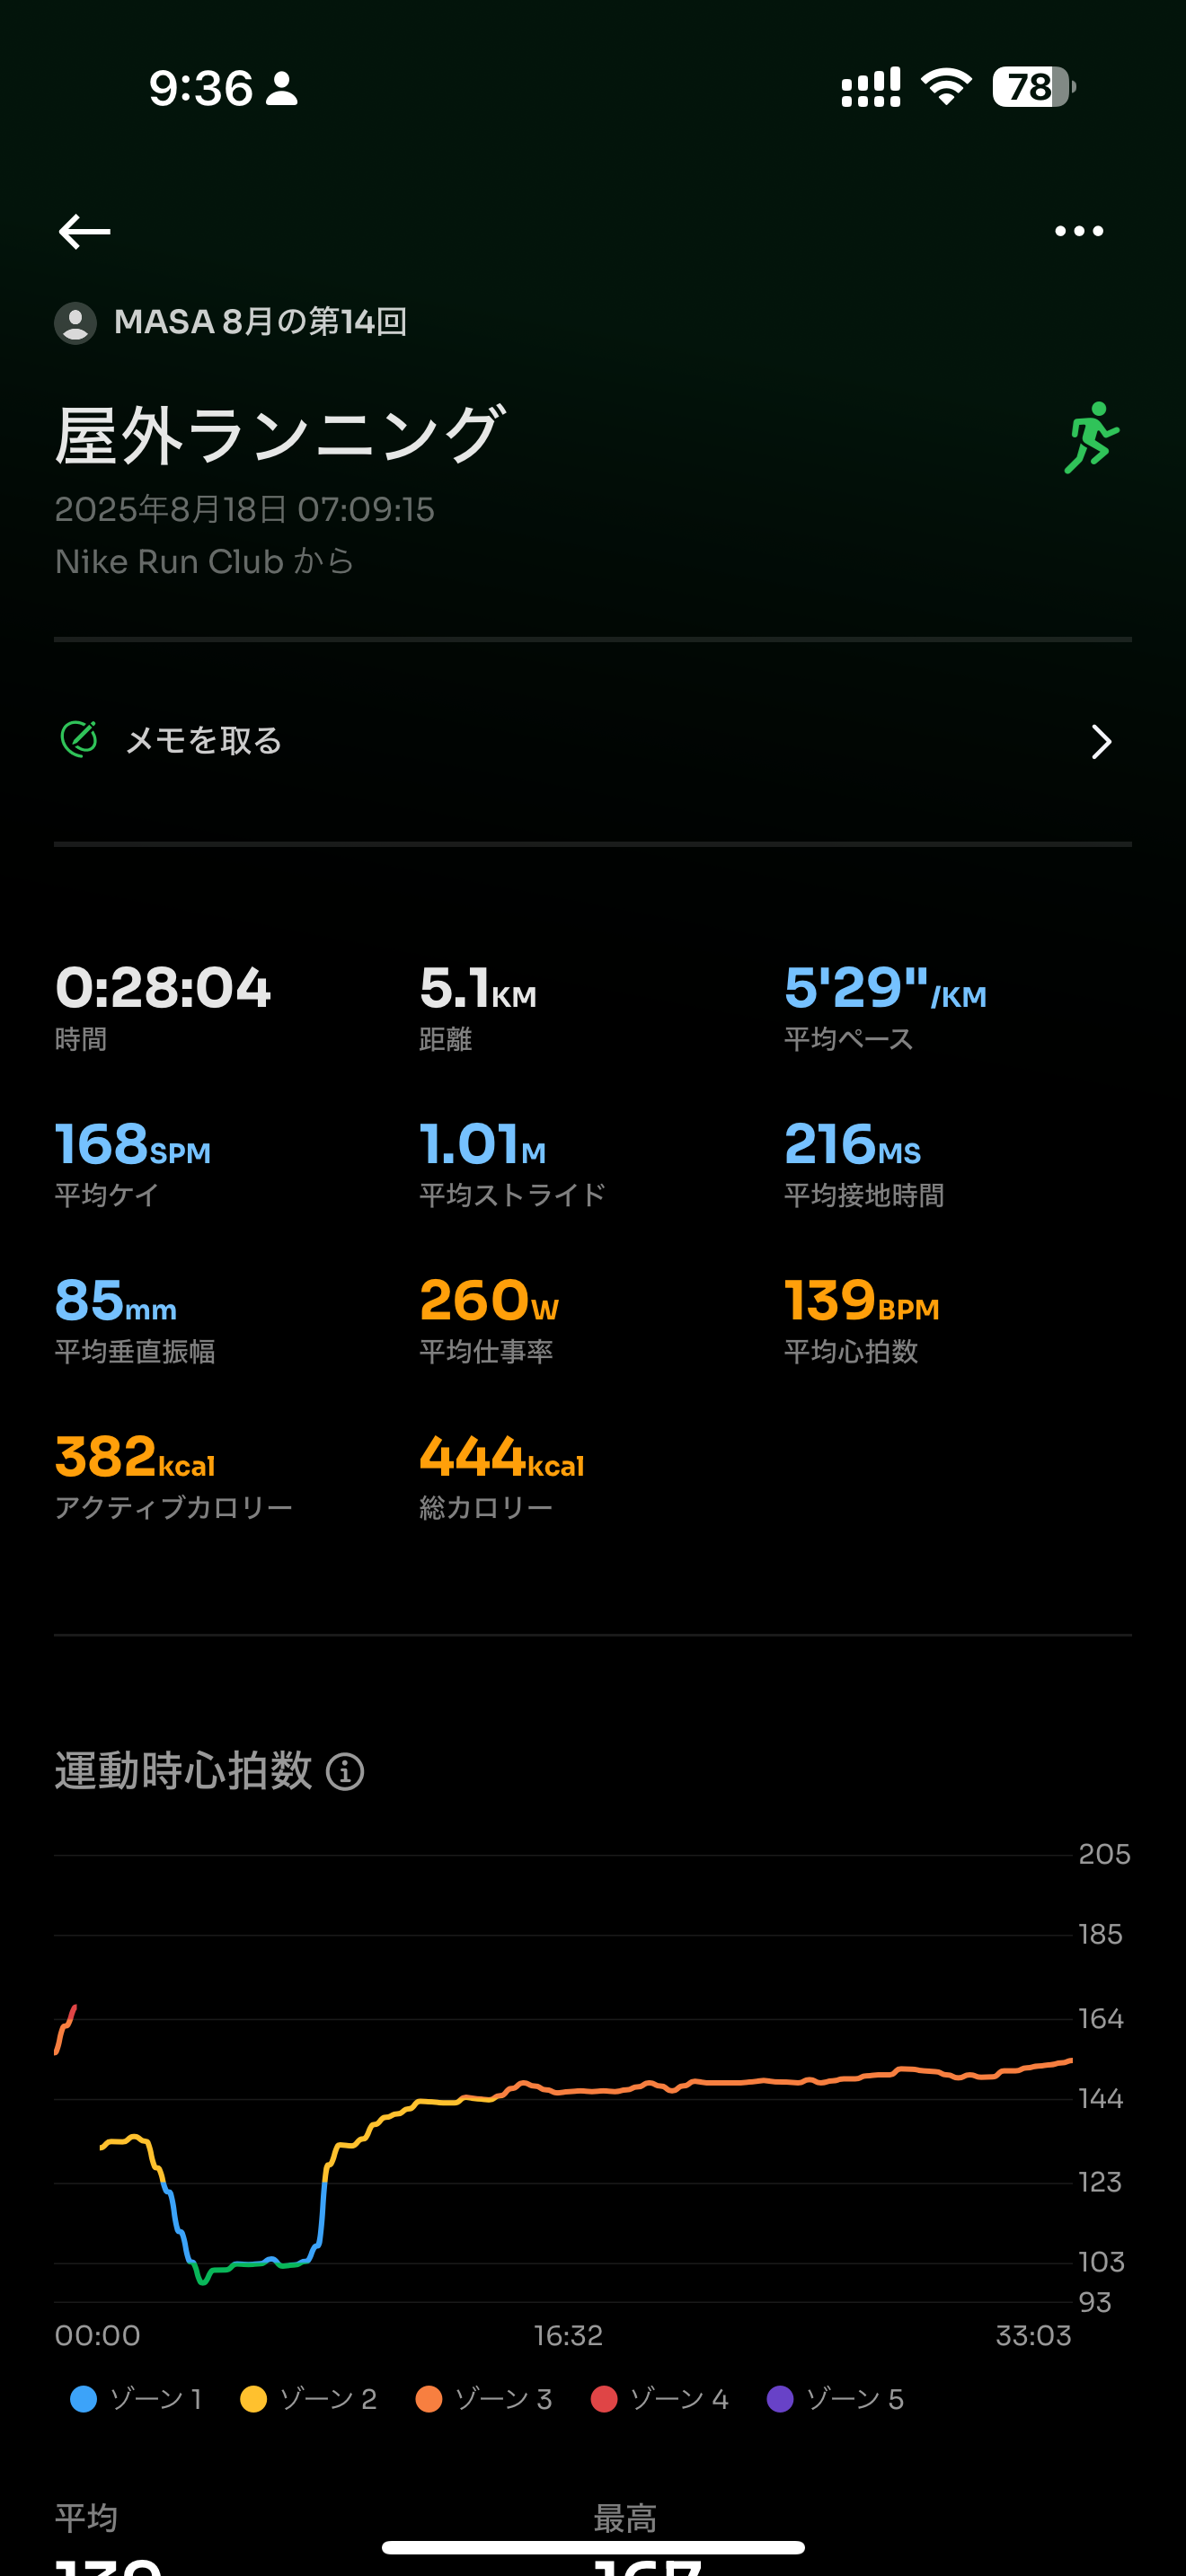 9:36
78
MASA 8月の第14回
屋外ランニング
2025年8月18日 07:09:15
Nike Run Club から
メモを取る
0:28:04 5.1KM 5'29"/KM
時間 距離 平均ペース
168SPM 1.01M 216MS
平均ケイ 平均ストライド 平均接地時間
85mm 260W 139BPM
平均垂直振幅 平均仕事率 平均心拍数
382kcal 444kcal
アクティブカロリー 総カロリー
運動時心拍数
205
185
164
144
123
103
93
00:00 16:32 33:03
ゾーン 1 ゾーン 2 ゾーン 3 ゾーン 4 ゾーン 5
平均 最高
139 167